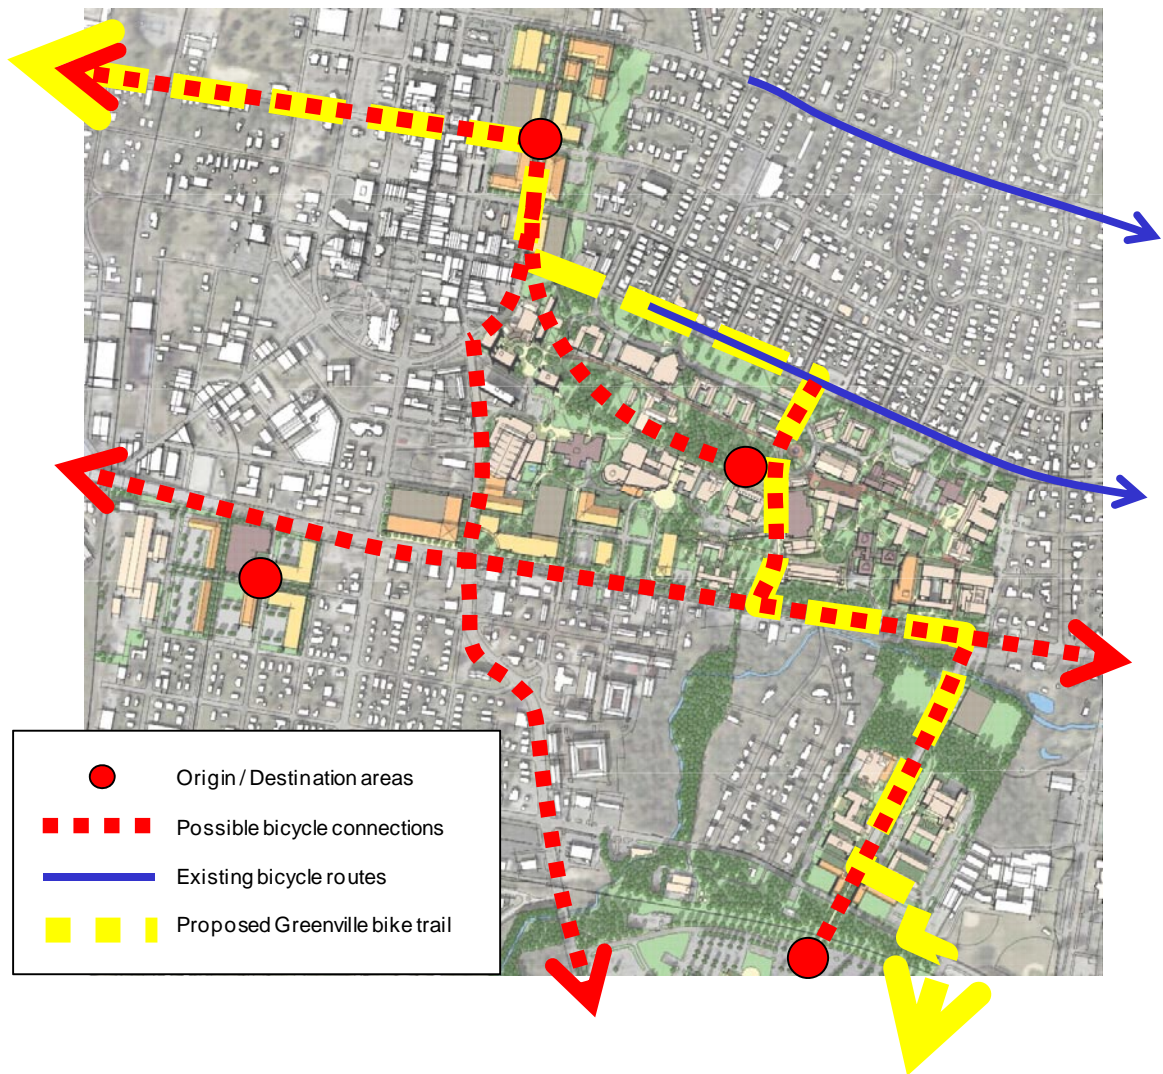 Origin / Destination areas
Possible bicycle connections
Existing bicycle routes
Proposed Greenville bike trail